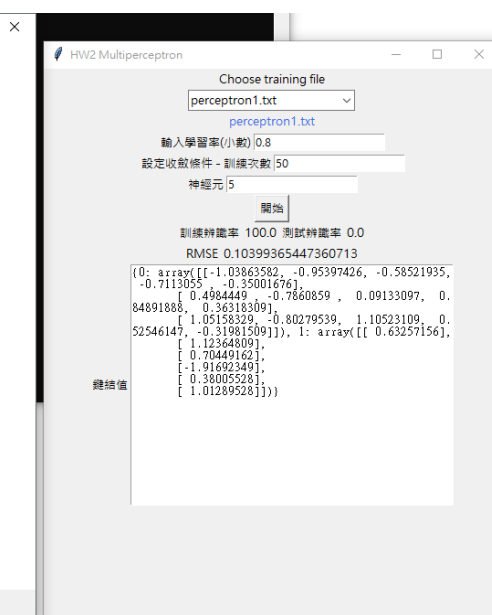 HW2 Multiperceptron
Choose training file
perceptron1.txt
perceptron1.txt
輸入學習率(小數) 0.8
設定收斂條件 - 訓練次數 50
神經元 5
開始
訓練辨識率 100.0 測試辨識率 0.0
RMSE 0.10399365447360713
鍵結值
{0: array([[-1.03863582, -0.95397426, -0.58521935,
-0.7113055 , -0.35001676],
[ 0.4984449 , -0.7860859 , 0.09133097, 0.
84891888, 0.36318309],
[ 1.05158329, -0.80279539, 1.10523109, 0.
52546147, -0.31981509]]), 1: array([[ 0.63257156],
[ 1.12364809],
[ 0.70449162],
[-1.91692349],
[ 0.38005528],
[ 1.01289528]])}